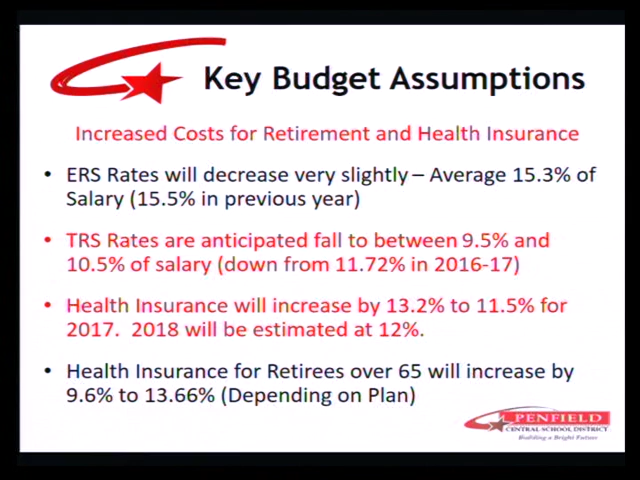 Key Budget Assumptions
Increased Costs for Retirement and Health Insurance
• ERS Rates will decrease very slightly – Average 15.3% of
Salary (15.5% in previous year)
• TRS Rates are anticipated fall to between 9.5% and
10.5% of salary (down from 11.72% in 2016-17)
• Health Insurance will increase by 13.2% to 11.5% for
2017.  2018 will be estimated at 12%.
• Health Insurance for Retirees over 65 will increase by
9.6% to 13.66% (Depending on Plan)
PENFIELD
CENTRAL SCHOOL DISTRICT
Building a Bright Future